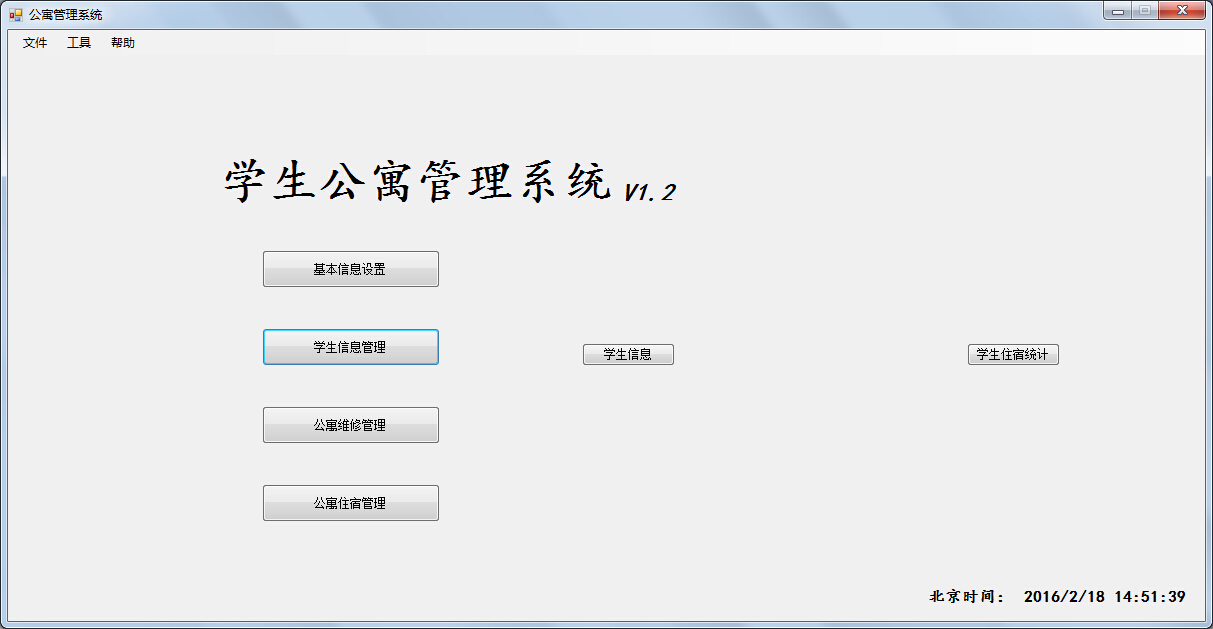 公寓管理系统
文件 工具 帮助
学生公寓管理系统 V1.2
基本信息设置
学生信息管理 学生信息 学生住宿统计
公寓维修管理
公寓住宿管理
北京时间: 2016/2/18 14:51:39